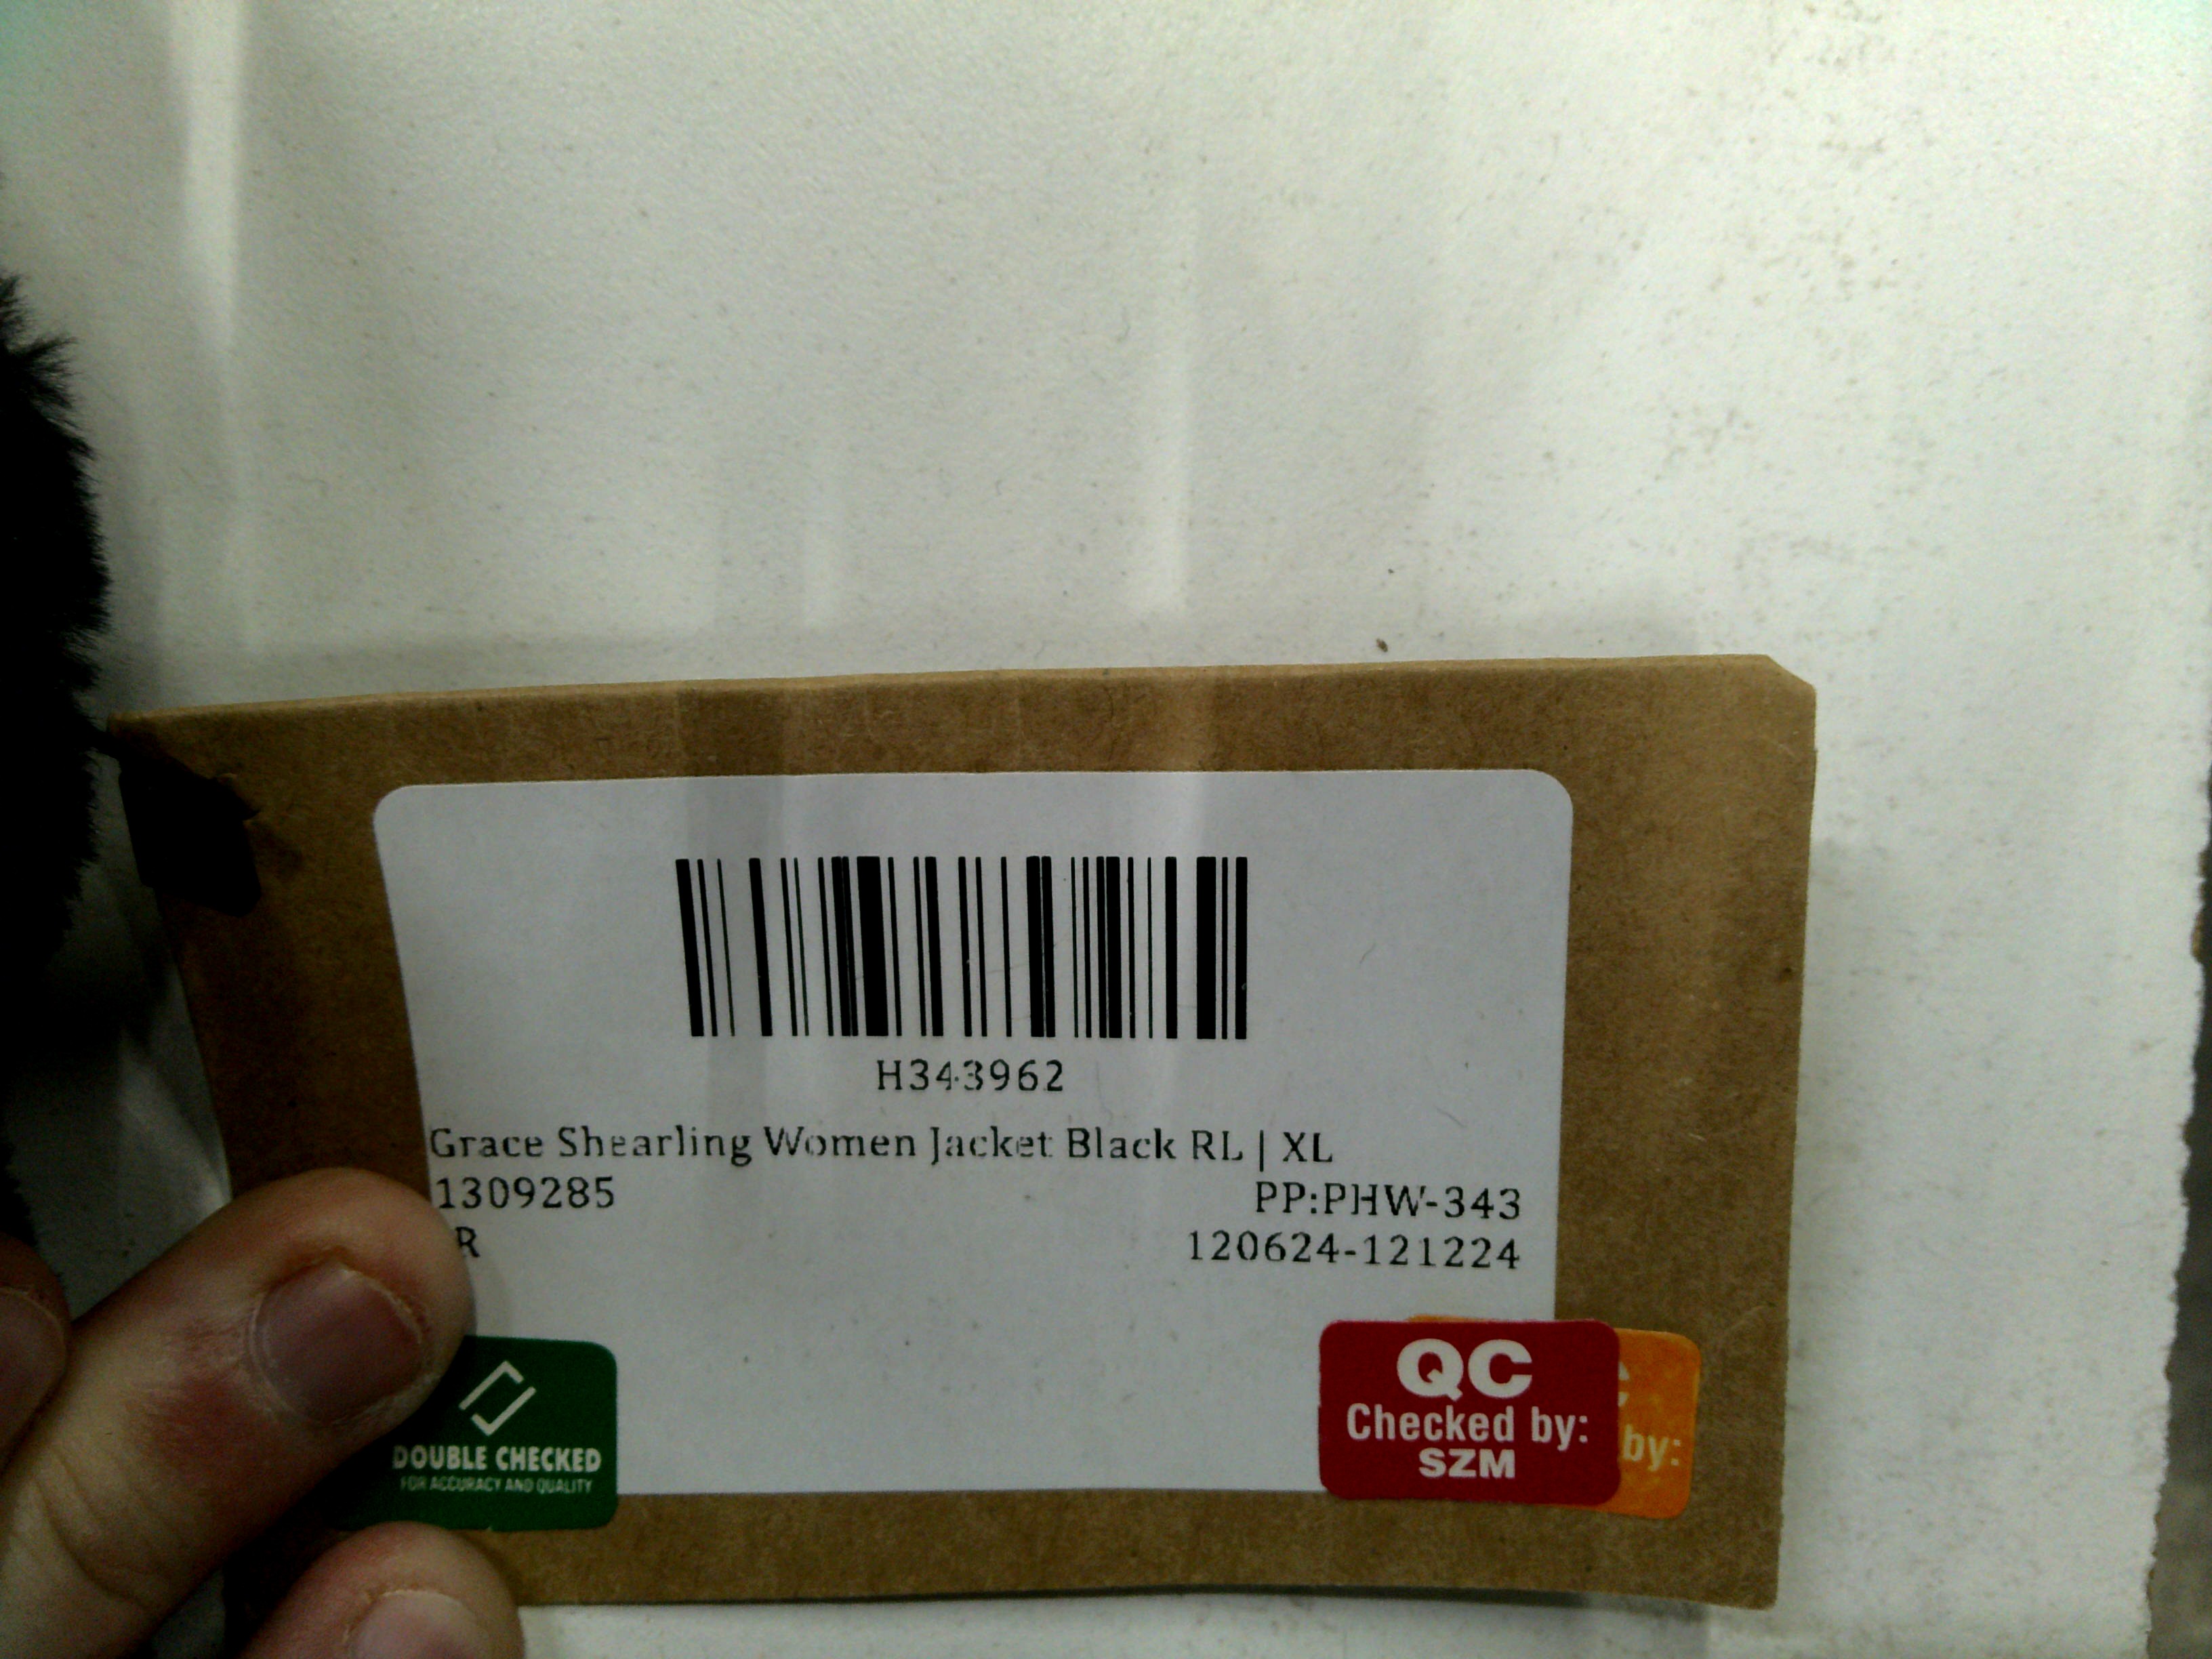 H343962
Grace Shearling Women Jacket Black RL | XL
1309285
PP:PHW-343
R
120624-121224
DOUBLE CHECKED
FOR ACCURACY AND QUALITY
QC
Checked by:
SZM
by: